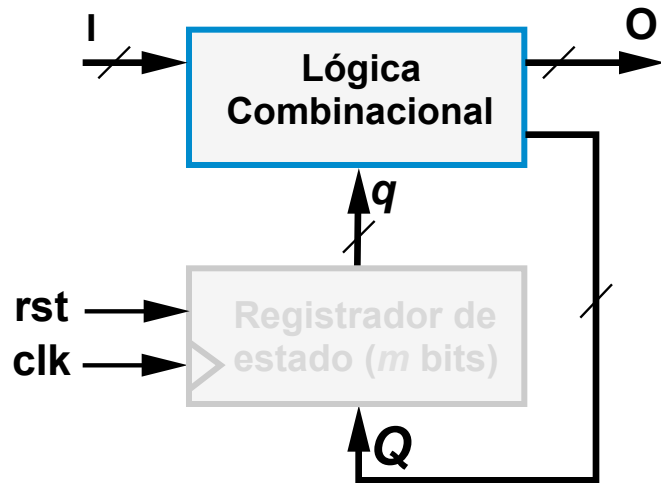 I
O
Lógica
Combinacional
q
rst
clk
Registrador de
estado (m bits)
Q